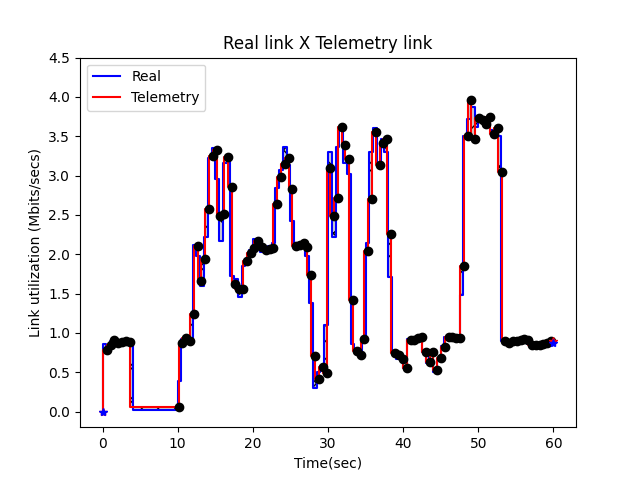 Real link X Telemetry link
Real
Telemetry
Link utilization (Mbits/secs)
4.5
4.0
3.5
3.0
2.5
2.0
1.5
1.0
0.5
0.0
0 10 20 30 40 50 60
Time(sec)